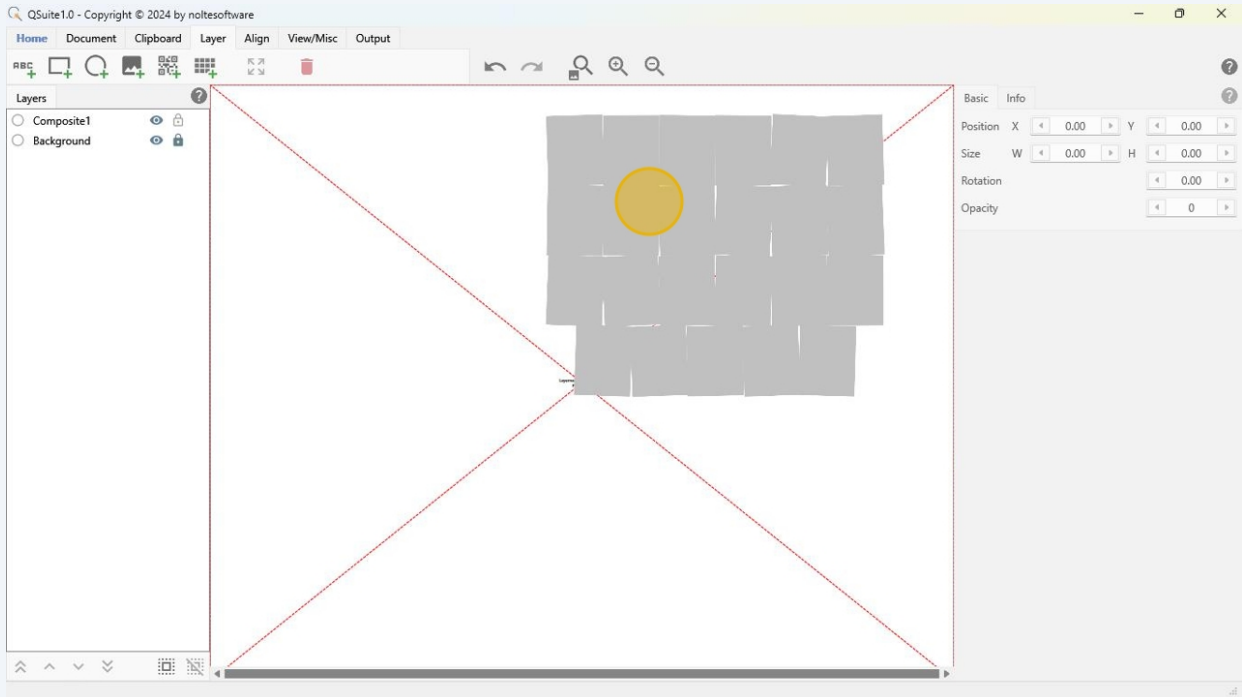 QSuite1.0 - Copyright © 2024 by noltesoftware
Home Document Clipboard Layer Align View/Misc Output
ABC
Layers
Composite1
Background
Layers
Basic Info
Position X 0.00 Y 0.00
Size W 0.00 H 0.00
Rotation 0.00
Opacity 0